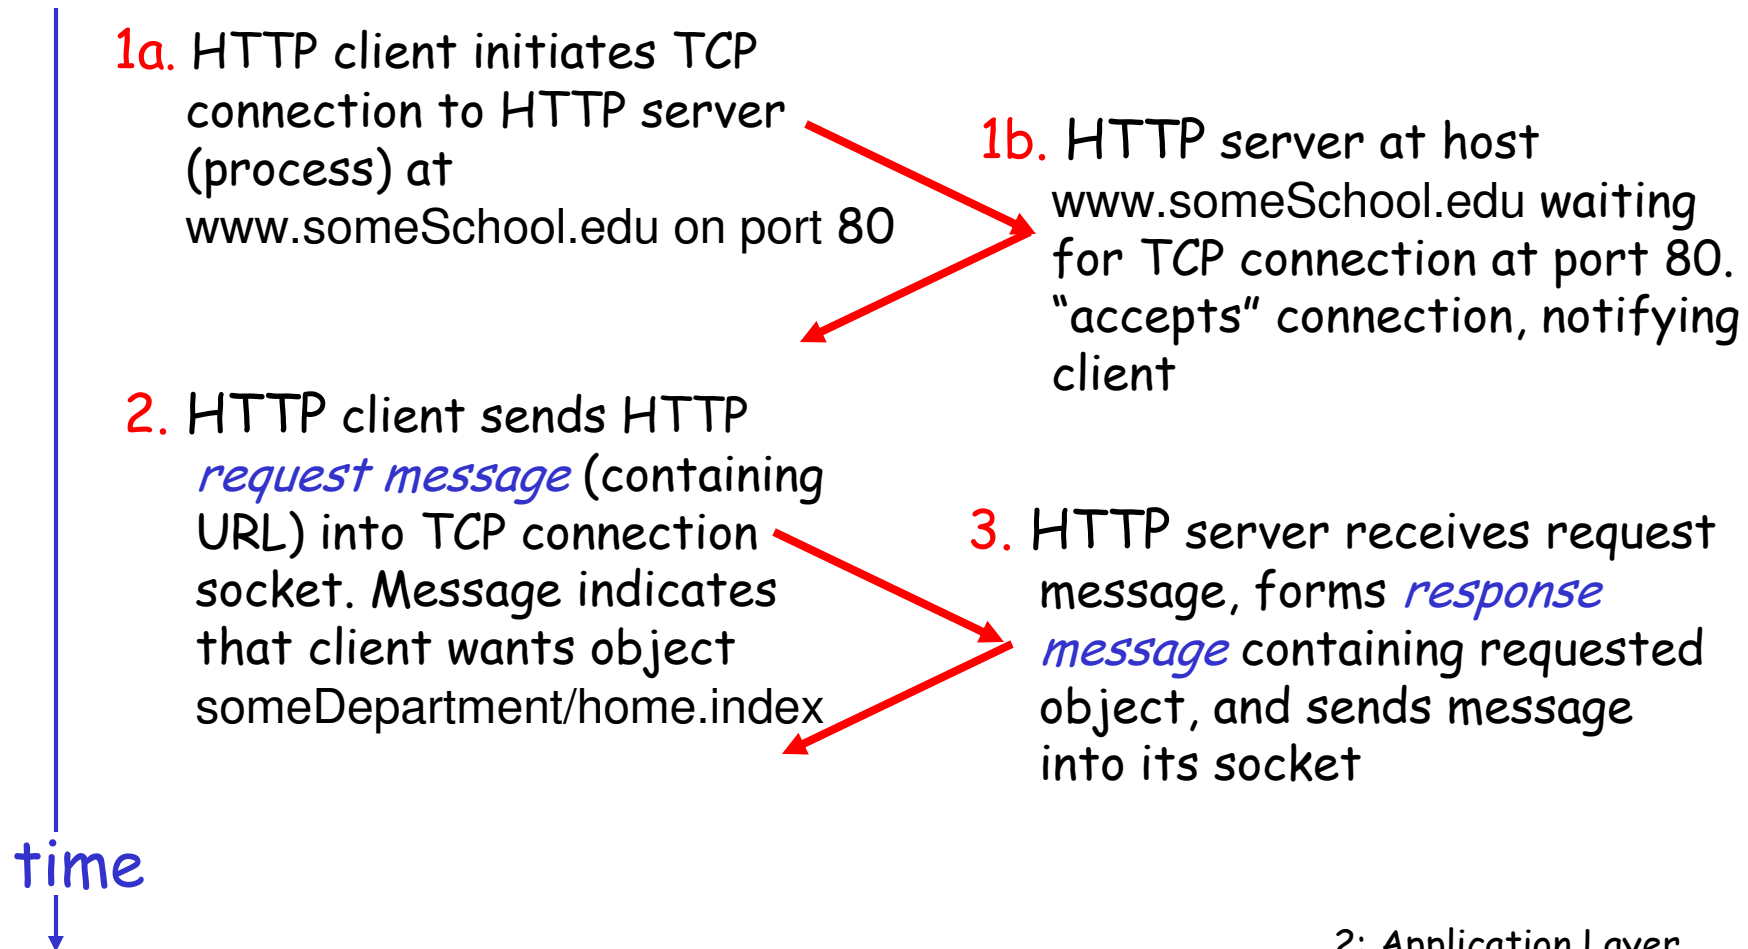 1a. HTTP client initiates TCP
connection to HTTP server
(process) at
www.someSchool.edu on port 80
1b. HTTP server at host
www.someSchool.edu waiting
for TCP connection at port 80.
“accepts” connection, notifying
client
2. HTTP client sends HTTP
request message (containing
URL) into TCP connection
socket. Message indicates
that client wants object
someDepartment/home.index
3. HTTP server receives request
message, forms response
message containing requested
object, and sends message
into its socket
time
2: Application Layer